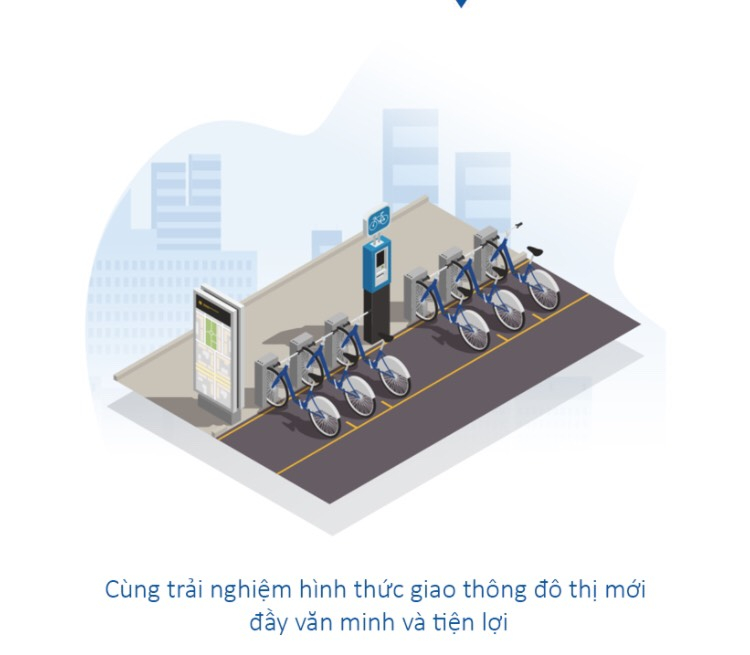 Cùng trải nghiệm hình thức giao thông đô thị mới
đầy văn minh và tiện lợi